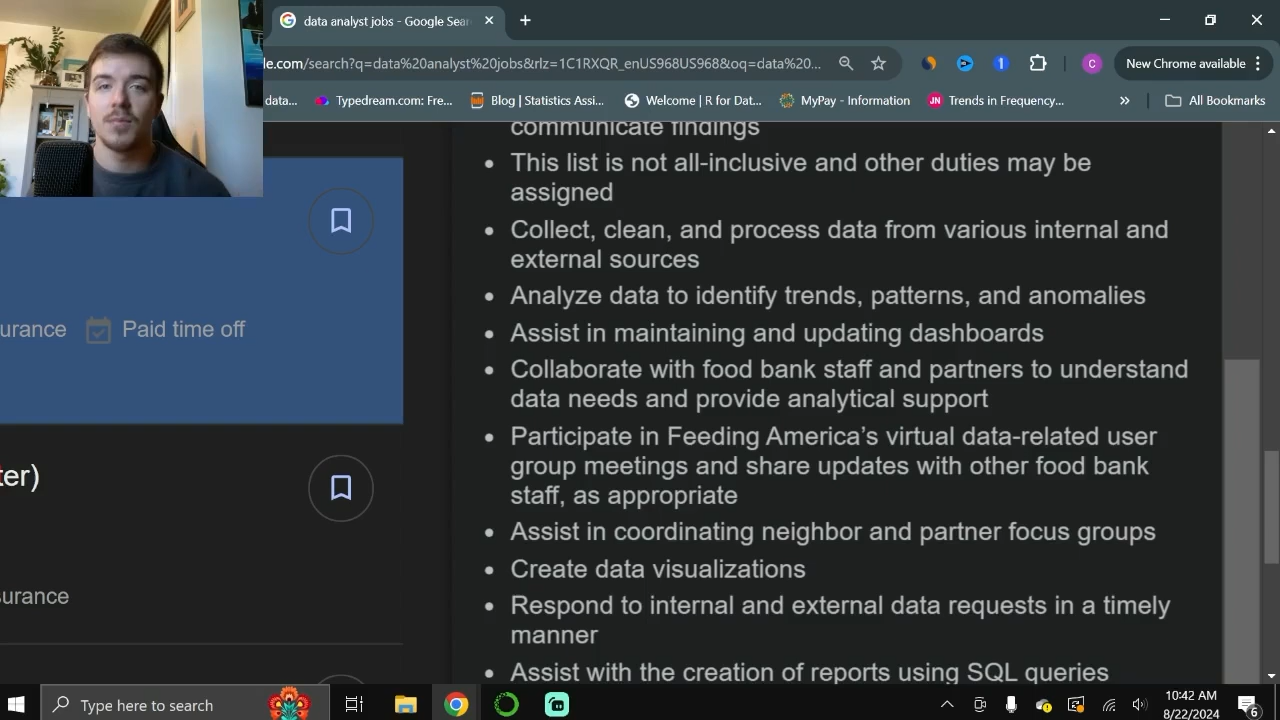 data analyst jobs - Google Sear
le.com/search?q=data%20analyst%20jobs&rlz=1C1RXQR_enUS968US968&oq=data%20...
New Chrome available
data...
Typedream.com: Fre...
Blog | Statistics Assi...
Welcome | R for Dat...
MyPay - Information
JN
Trends in Frequency...
All Bookmarks
C
1
communicate findings
This list is not all-inclusive and other duties may be
assigned
Collect, clean, and process data from various internal and
external sources
Analyze data to identify trends, patterns, and anomalies
Assist in maintaining and updating dashboards
Collaborate with food bank staff and partners to understand
data needs and provide analytical support
Participate in Feeding America’s virtual data-related user
group meetings and share updates with other food bank
staff, as appropriate
Assist in coordinating neighbor and partner focus groups
Create data visualizations
Respond to internal and external data requests in a timely
manner
Assist with the creation of reports using SQL queries
urance
Paid time off
ter)
surance
Type here to search
10:42 AM
8/22/2024
6